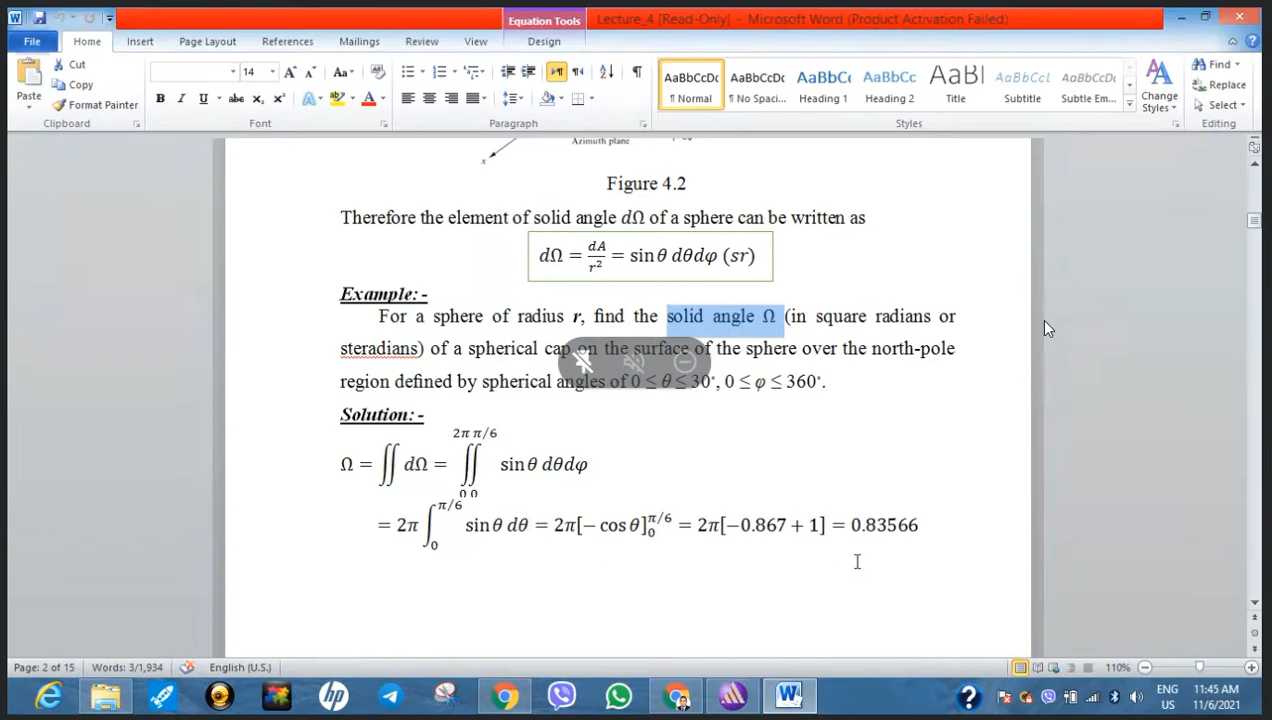 Equation Tools
Lecture_4 [Read-Only] - Microsoft Word (Product Activation Failed)
File Home Insert Page Layout References Mailings Review View Design
Cut
Copy
Format Painter
Paste
14
Aa
B I U abc x₂ x²
A A
AaBbCcDc AaBbCcDc AaBbC( AaBbCc AaBl AaBbCc. AaBbCcDc
¶ Normal ¶ No Spaci... Heading 1 Heading 2 Title Subtitle Subtle Em...
Change Styles
Find
Replace
Select
Clipboard Font Paragraph Styles Editing
Azimuth plane
x
Figure 4.2
Therefore the element of solid angle dΩ of a sphere can be written as
dΩ = dA/r² = sin θ dθdφ (sr)
Example: -
For a sphere of radius r, find the solid angle Ω (in square radians or
steradians) of a spherical cap on the surface of the sphere over the north-pole
region defined by spherical angles of 0 ≤ θ ≤ 30°, 0 ≤ φ ≤ 360°.
Solution: -
Ω = ∬ dΩ = ∬₀ ₀^2π π/6 sin θ dθdφ
= 2π ∫₀^π/6 sin θ dθ = 2π[− cos θ]₀^π/6 = 2π[−0.867 + 1] = 0.83566
Page: 2 of 15 Words: 3/1,934 English (U.S.) 110%
ENG 11:45 AM
US 11/6/2021